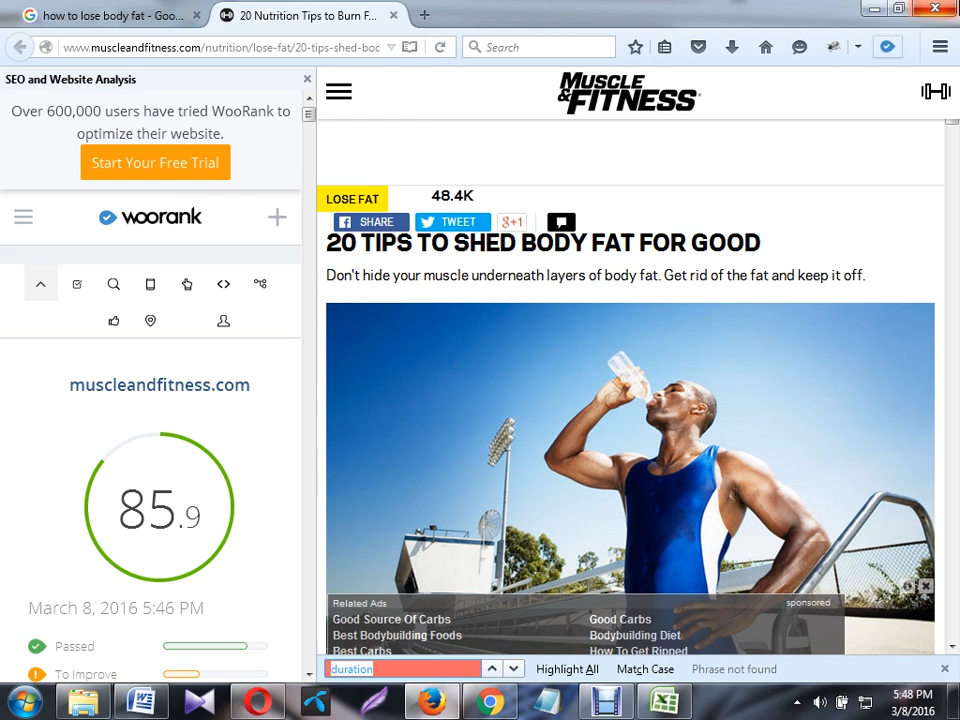 how to lose body fat - Goo...
20 Nutrition Tips to Burn F...
www.muscleandfitness.com/nutrition/lose-fat/20-tips-shed-boc
Search
SEO and Website Analysis
Over 600,000 users have tried WooRank to
optimize their website.
Start Your Free Trial
woorank
muscleandfitness.com
85.9
March 8, 2016 5:46 PM
Passed
To Improve
MUSCLE
& FITNESS
LOSE FAT
48.4K
SHARE
TWEET
g+1
20 TIPS TO SHED BODY FAT FOR GOOD
Don't hide your muscle underneath layers of body fat. Get rid of the fat and keep it off.
Related Ads
sponsored
Good Source Of Carbs
Good Carbs
Best Bodybuilding Foods
Bodybuilding Diet
Best Carbs
How To Get Ripped
duration
Highlight All
Match Case
Phrase not found
5:48 PM
3/8/2016